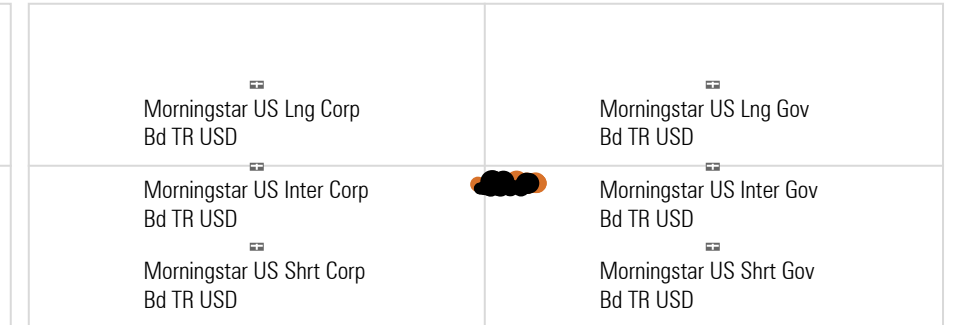 Morningstar US Lng Corp
Bd TR USD
Morningstar US Lng Gov
Bd TR USD
Morningstar US Inter Corp
Bd TR USD
Morningstar US Inter Gov
Bd TR USD
Morningstar US Shrt Corp
Bd TR USD
Morningstar US Shrt Gov
Bd TR USD